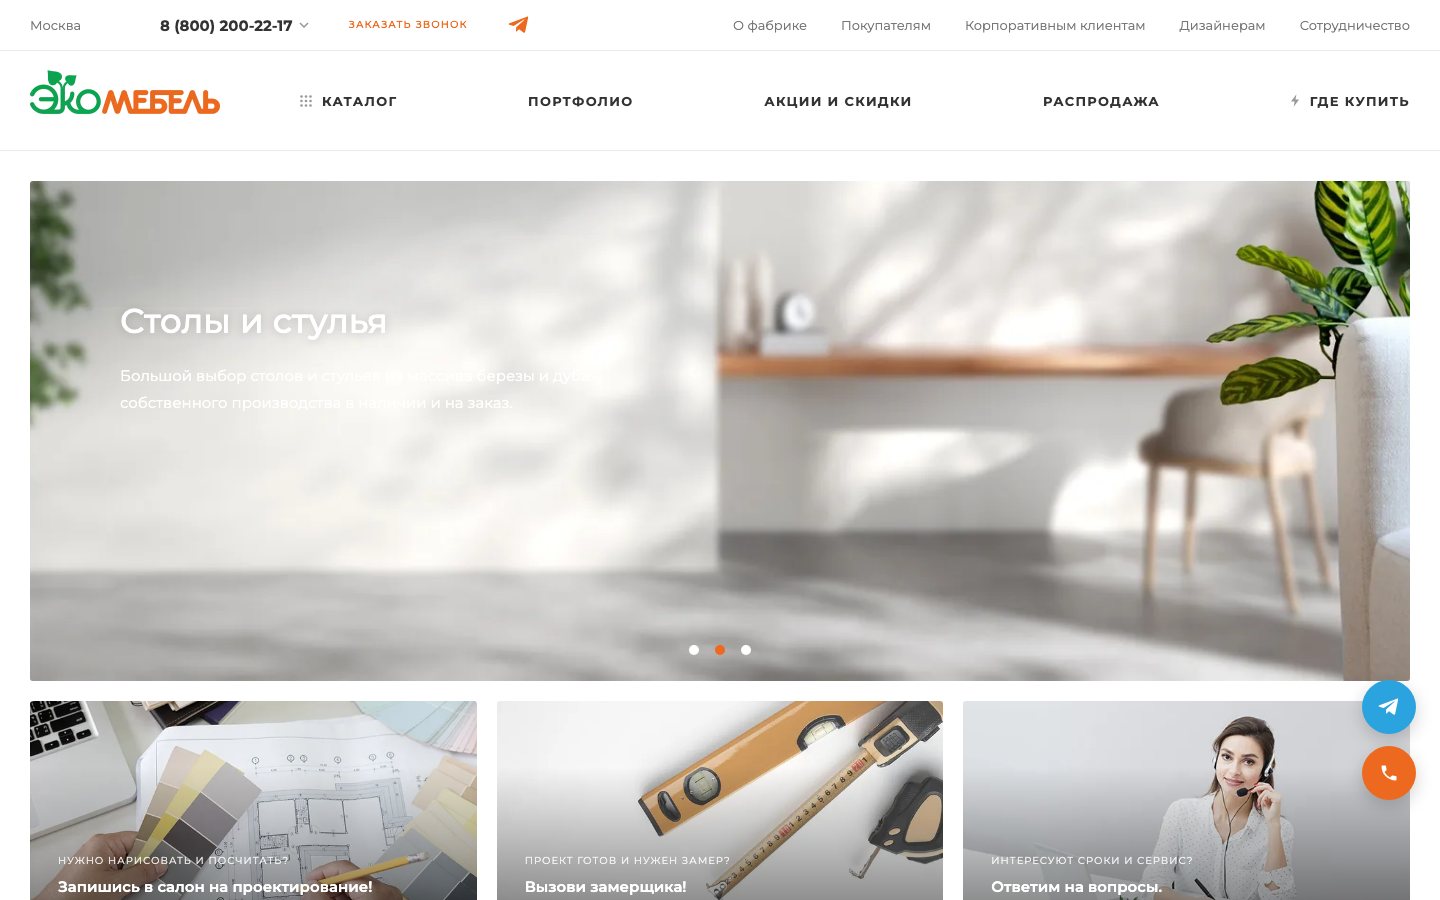 Москва
8 (800) 200-22-17
ЗАКАЗАТЬ ЗВОНОК
О фабрике
Покупателям
Корпоративным клиентам
Дизайнерам
Сотрудничество
ЭКОМЕБЕЛЬ
КАТАЛОГ
ПОРТФОЛИО
АКЦИИ И СКИДКИ
РАСПРОДАЖА
ГДЕ КУПИТЬ
Столы и стулья
Большой выбор столов и стульев из массива березы и дуба
собственного производства в наличии и на заказ.
НУЖНО НАРИСОВАТЬ И ПОСЧИТАТЬ?
Запишись в салон на проектирование!
ПРОЕКТ ГОТОВ И НУЖЕН ЗАМЕР?
Вызови замерщика!
ИНТЕРЕСУЮТ СРОКИ И СЕРВИС?
Ответим на вопросы.